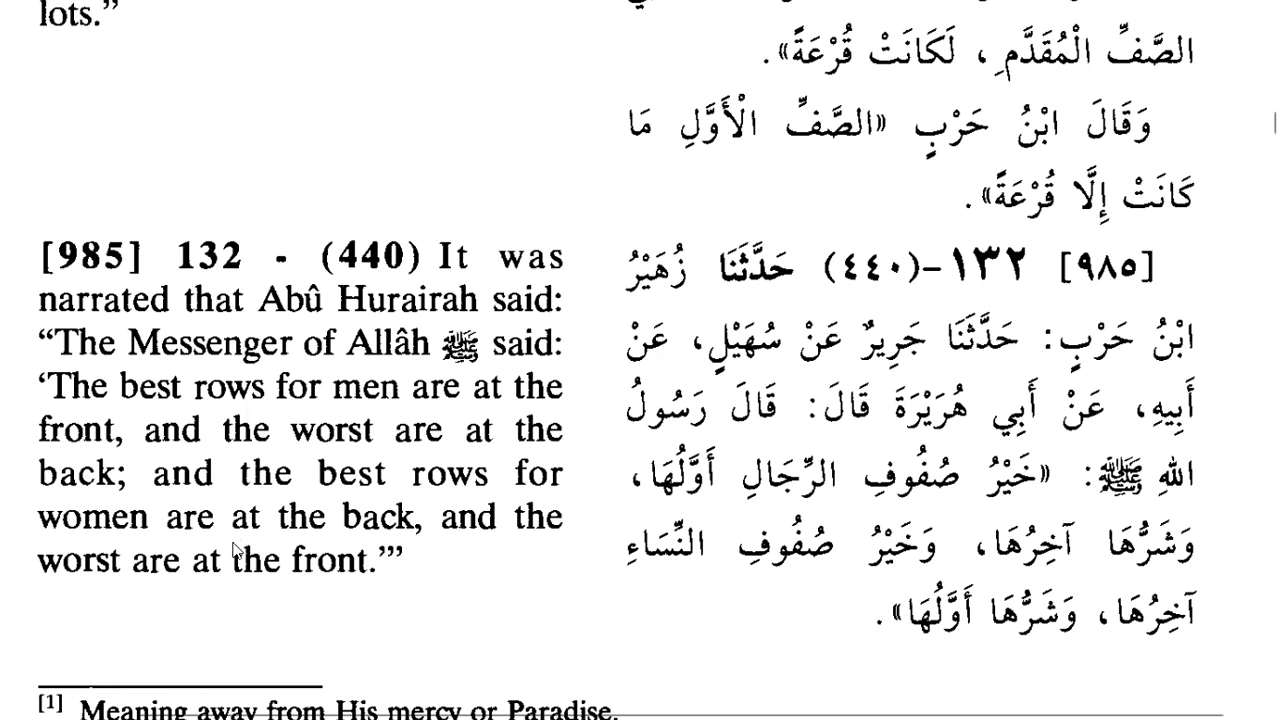 lots.”
[985] 132 - (440) It was
narrated that Abû Hurairah said:
“The Messenger of Allâh ﷺ said:
‘The best rows for men are at the
front, and the worst are at the
back; and the best rows for
women are at the back, and the
worst are at the front.’”
الصَّفِّ الْمُقَدَّمِ، لَكَانَتْ قُرْعَةً».
وَقَالَ ابْنُ حَرْبٍ «الصَّفِّ الْأَوَّلِ مَا
كَانَتْ إِلَّا قُرْعَةً».
[٩٨٥] ١٣٢-(٤٤٠) حَدَّثَنَا زُهَيْرُ
ابْنُ حَرْبٍ: حَدَّثَنَا جَرِيرٌ عَنْ سُهَيْلٍ، عَنْ
أَبِيهِ، عَنْ أَبِي هُرَيْرَةَ قَالَ: قَالَ رَسُولُ
اللهِ ﷺ: «خَيْرُ صُفُوفِ الرِّجَالِ أَوَّلُهَا،
وَشَرُّهَا آخِرُهَا، وَخَيْرُ صُفُوفِ النِّسَاءِ
آخِرُهَا، وَشَرُّهَا أَوَّلُهَا».
[1] Meaning away from His mercy or Paradise.